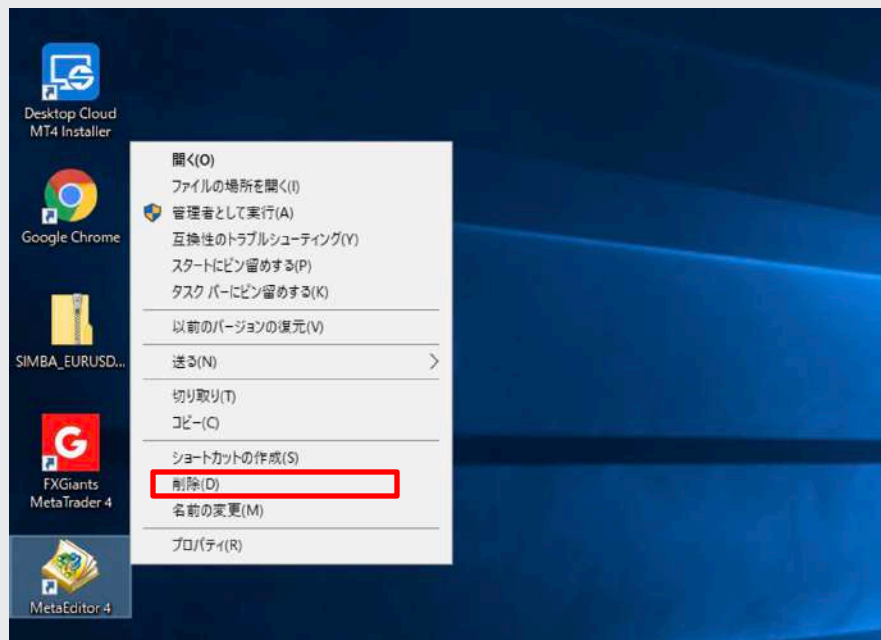 Desktop Cloud
MT4 Installer
Google Chrome
SIMBA_EURUSD...
FXGiants
MetaTrader 4
MetaEditor 4
開く(O)
ファイルの場所を開く(I)
管理者として実行(A)
互換性のトラブルシューティング(Y)
スタートにピン留めする(P)
タスク バーにピン留めする(K)
以前のバージョンの復元(V)
送る(N)
切り取り(T)
コピー(C)
ショートカットの作成(S)
削除(D)
名前の変更(M)
プロパティ(R)